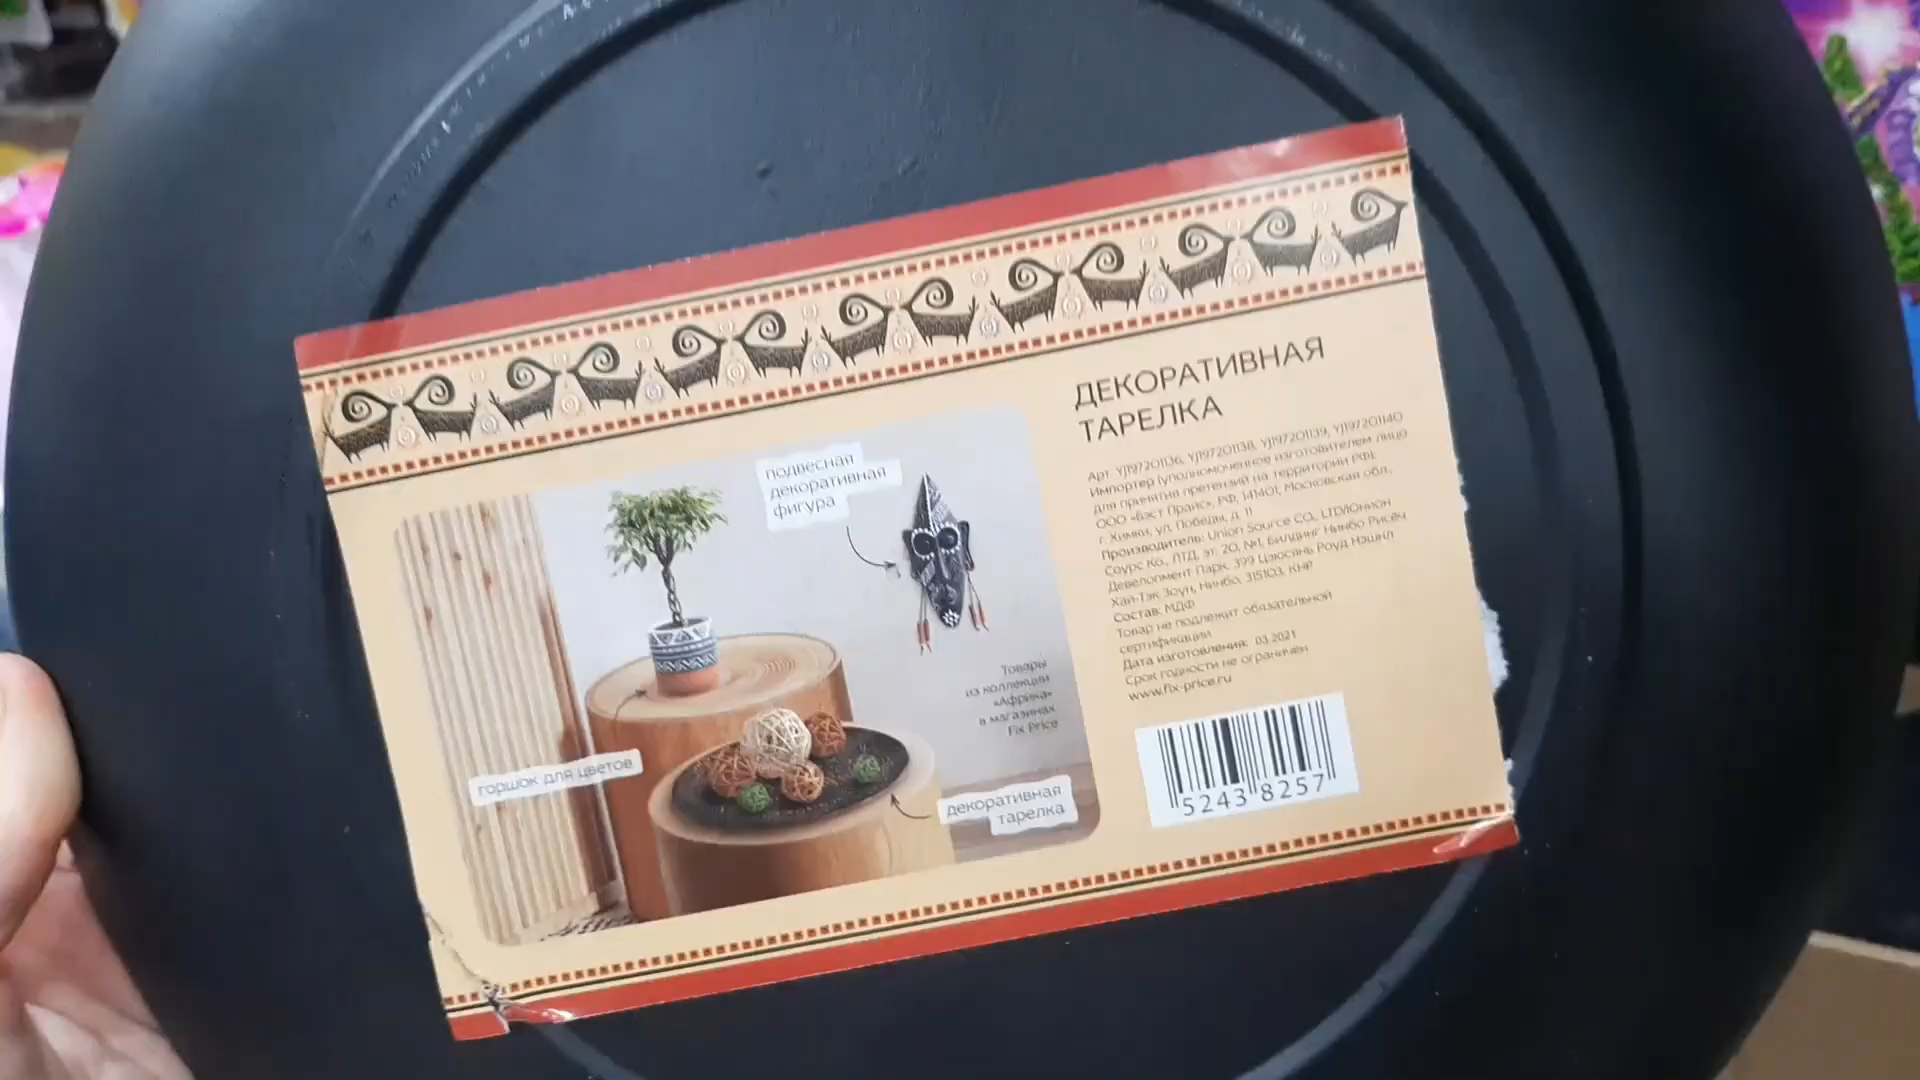 ДЕКОРАТИВНАЯ
ТАРЕЛКА
Арт. YJ197201136, YJ197201138, YJ197201139, YJ197201140
Импортер (уполномоченное изготовителем лицо
для принятия претензий на территории РФ):
ООО «Бэст Прайс», РФ, 141401, Московская обл.,
г. Химки, ул. Победы, д. 11
Производитель: Union Source CO., LTD/Юнион
Соурс Ко., ЛТД, эт. 20, №1, Билдинг Нинбо Рисёч
Девелопмент Парк, 399 Цзюсянь Роуд Нэшнл
Хай-Тэк Зоун, Нинбо, 315103, КНР
Состав: МДФ
Товар не подлежит обязательной
сертификации
Дата изготовления: 03.2021
Срок годности не ограничен
www.fix-price.ru
5243 8257
подвесная
декоративная
фигура
Товары
из коллекции
«Африка»
в магазинах
Fix Price
горшок для цветов
декоративная
тарелка